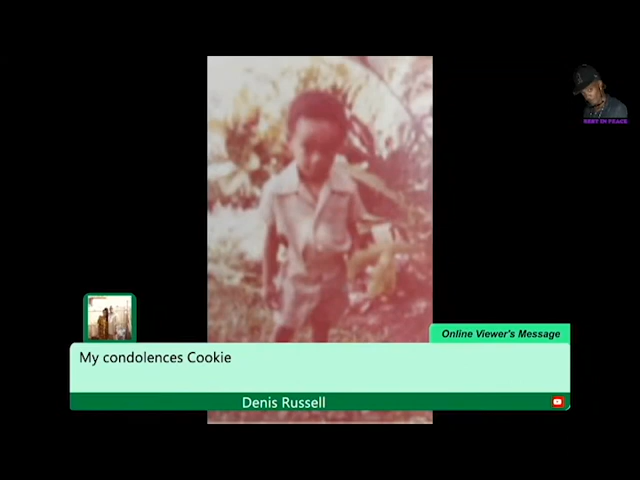 REST IN PEACE
Online Viewer's Message
My condolences Cookie
Denis Russell